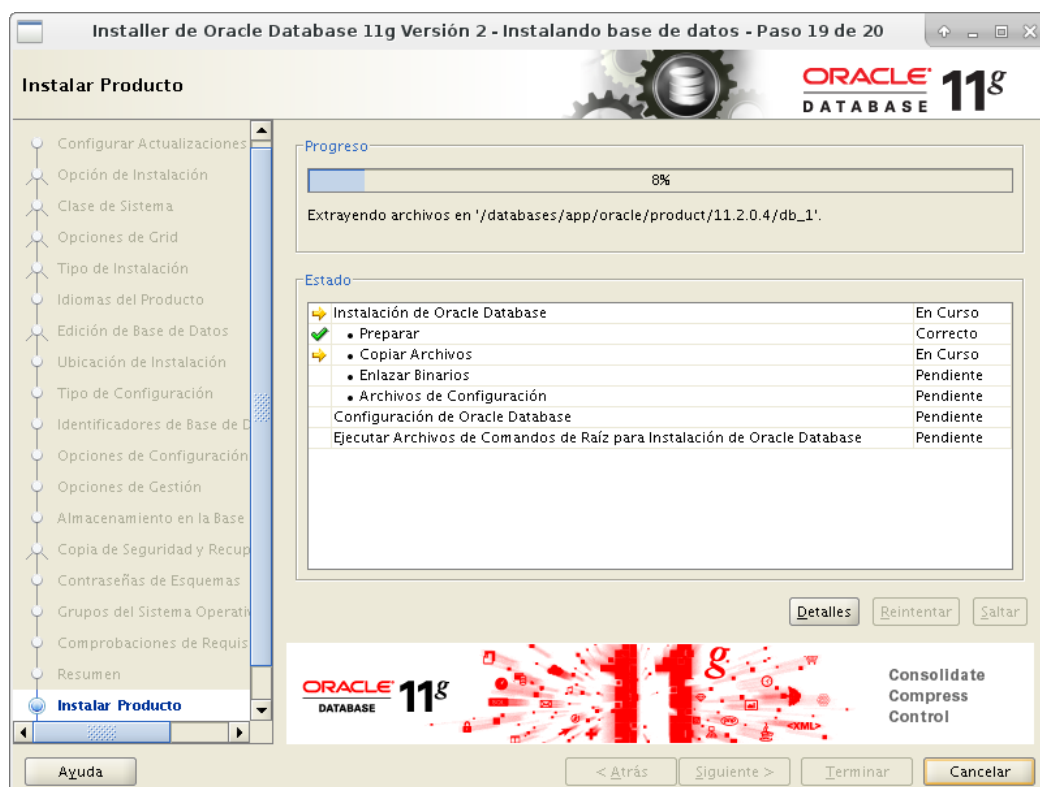 Installer de Oracle Database 11g Versión 2 - Instalando base de datos - Paso 19 de 20
Instalar Producto
ORACLE 11g
DATABASE
Configurar Actualizaciones
Opción de Instalación
Clase de Sistema
Opciones de Grid
Tipo de Instalación
Idiomas del Producto
Edición de Base de Datos
Ubicación de Instalación
Tipo de Configuración
Identificadores de Base de D
Opciones de Configuración
Opciones de Gestión
Almacenamiento en la Base
Copia de Seguridad y Recup
Contraseñas de Esquemas
Grupos del Sistema Operativ
Comprobaciones de Requis
Resumen
Instalar Producto
Progreso
8%
Extrayendo archivos en '/databases/app/oracle/product/11.2.0.4/db_1'.
Estado
Instalación de Oracle Database En Curso
• Preparar Correcto
• Copiar Archivos En Curso
• Enlazar Binarios Pendiente
• Archivos de Configuración Pendiente
Configuración de Oracle Database Pendiente
Ejecutar Archivos de Comandos de Raíz para Instalación de Oracle Database Pendiente
Detalles Reintentar Saltar
ORACLE 11g
DATABASE
11g
<XML>
Consolidate
Compress
Control
Ayuda < Atrás Siguiente > Terminar Cancelar